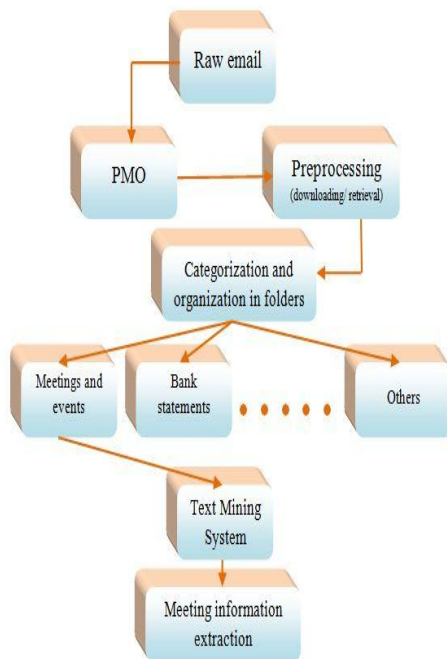 Raw email
PMO
Preprocessing
(downloading/ retrieval)
Categorization and
organization in folders
Meetings and
events
Bank
statements
Others
Text Mining
System
Meeting information
extraction